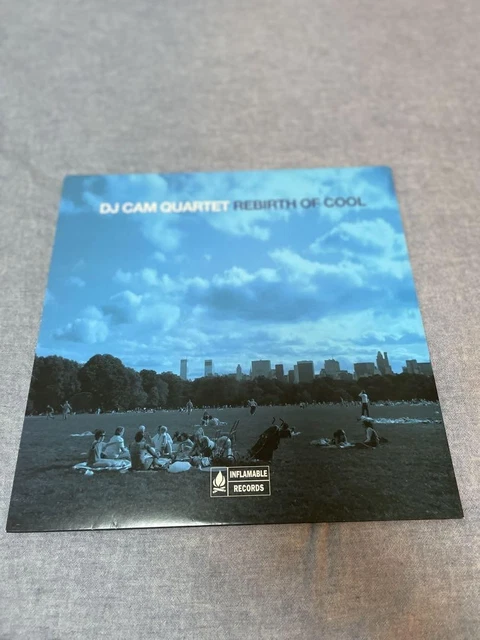 DJ CAM QUARTET REBIRTH OF COOL
INFLAMABLE
RECORDS